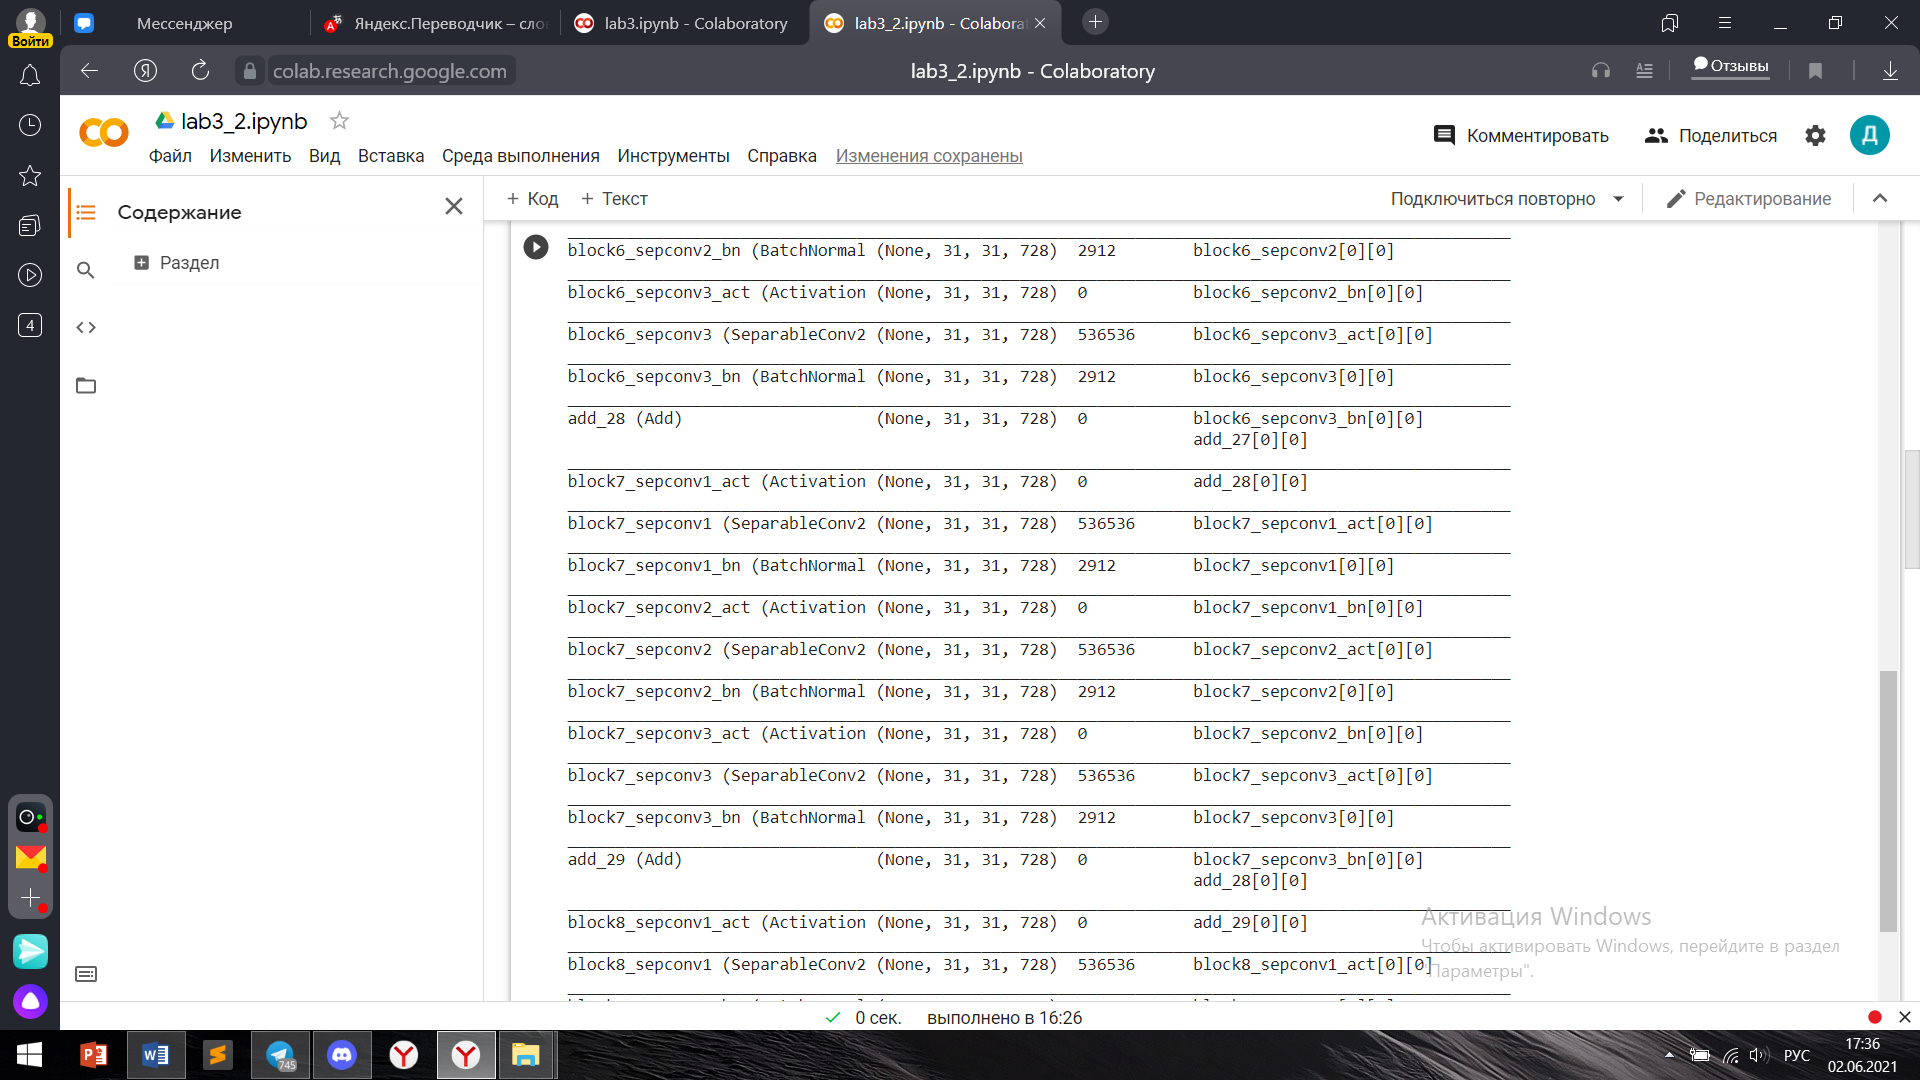 Мессенджер
Яндекс.Переводчик – сло
lab3.ipynb - Colaboratory
lab3_2.ipynb - Colabora
Войти
colab.research.google.com
lab3_2.ipynb - Colaboratory
Отзывы
lab3_2.ipynb
Комментировать
Поделиться
Д
Файл Изменить Вид Вставка Среда выполнения Инструменты Справка Изменения сохранены
Содержание
+ Код + Текст
Подключиться повторно
Редактирование
Раздел
4
block6_sepconv2_bn (BatchNormal (None, 31, 31, 728) 2912 block6_sepconv2[0][0]
block6_sepconv3_act (Activation (None, 31, 31, 728) 0 block6_sepconv2_bn[0][0]
block6_sepconv3 (SeparableConv2 (None, 31, 31, 728) 536536 block6_sepconv3_act[0][0]
block6_sepconv3_bn (BatchNormal (None, 31, 31, 728) 2912 block6_sepconv3[0][0]
add_28 (Add) (None, 31, 31, 728) 0 block6_sepconv3_bn[0][0]
add_27[0][0]
block7_sepconv1_act (Activation (None, 31, 31, 728) 0 add_28[0][0]
block7_sepconv1 (SeparableConv2 (None, 31, 31, 728) 536536 block7_sepconv1_act[0][0]
block7_sepconv1_bn (BatchNormal (None, 31, 31, 728) 2912 block7_sepconv1[0][0]
block7_sepconv2_act (Activation (None, 31, 31, 728) 0 block7_sepconv1_bn[0][0]
block7_sepconv2 (SeparableConv2 (None, 31, 31, 728) 536536 block7_sepconv2_act[0][0]
block7_sepconv2_bn (BatchNormal (None, 31, 31, 728) 2912 block7_sepconv2[0][0]
block7_sepconv3_act (Activation (None, 31, 31, 728) 0 block7_sepconv2_bn[0][0]
block7_sepconv3 (SeparableConv2 (None, 31, 31, 728) 536536 block7_sepconv3_act[0][0]
block7_sepconv3_bn (BatchNormal (None, 31, 31, 728) 2912 block7_sepconv3[0][0]
add_29 (Add) (None, 31, 31, 728) 0 block7_sepconv3_bn[0][0]
add_28[0][0]
block8_sepconv1_act (Activation (None, 31, 31, 728) 0 add_29[0][0]
block8_sepconv1 (SeparableConv2 (None, 31, 31, 728) 536536 block8_sepconv1_act[0][0]
Активация Windows
Чтобы активировать Windows, перейдите в раздел
"Параметры".
0 сек. выполнено в 16:26
745
РУС
17:36
02.06.2021